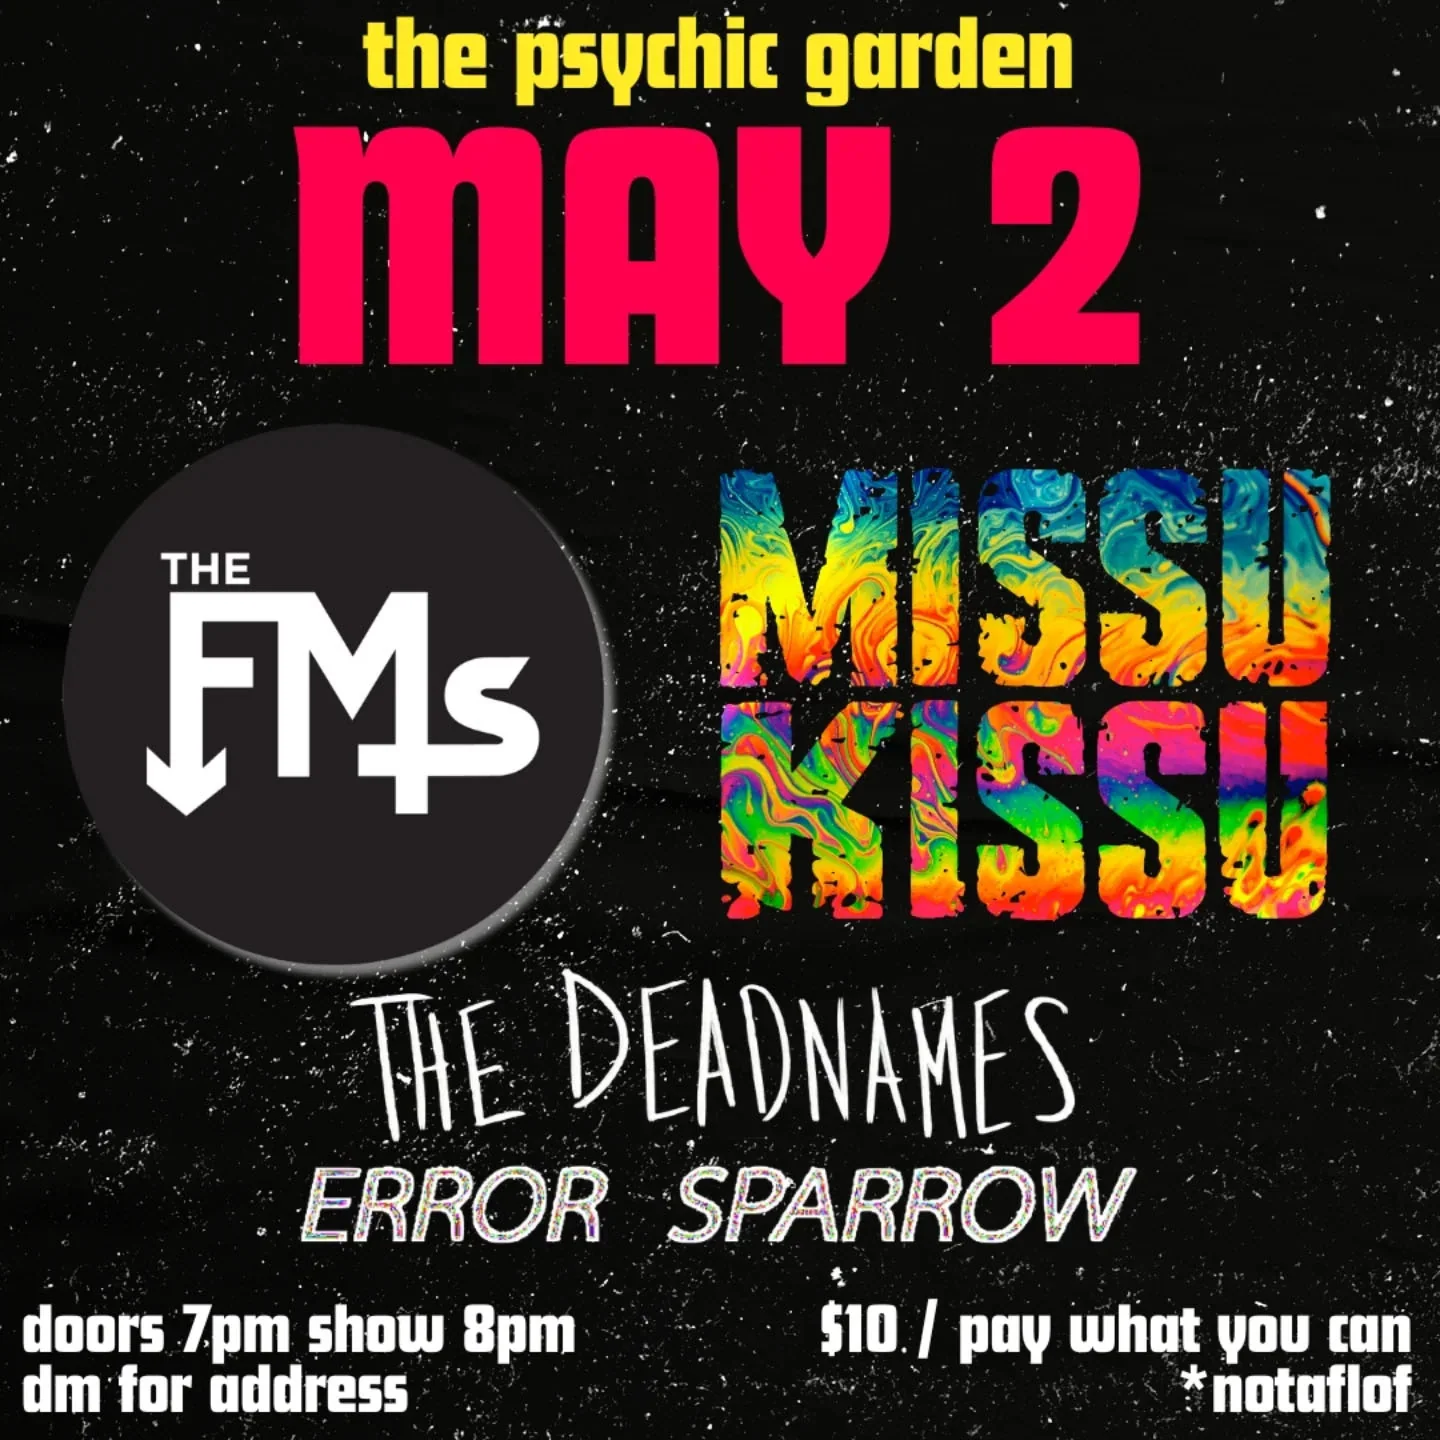 the psychic garden
MAY 2
THE
FMs
MISSU
KISSU
THE DEADNAMES
ERROR SPARROW
doors 7pm show 8pm
dm for address
$10 / pay what you can
*notaflof